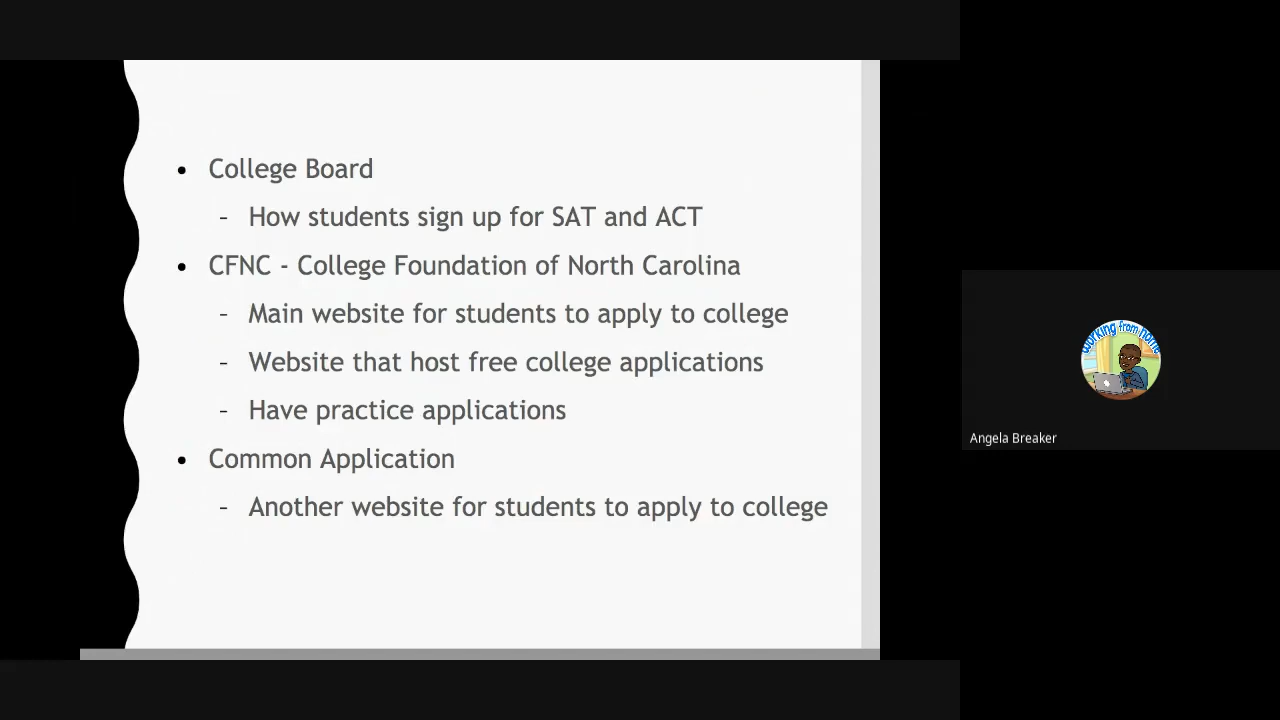 • College Board
- How students sign up for SAT and ACT
• CFNC - College Foundation of North Carolina
- Main website for students to apply to college
- Website that host free college applications
- Have practice applications
• Common Application
- Another website for students to apply to college
working from home
Angela Breaker